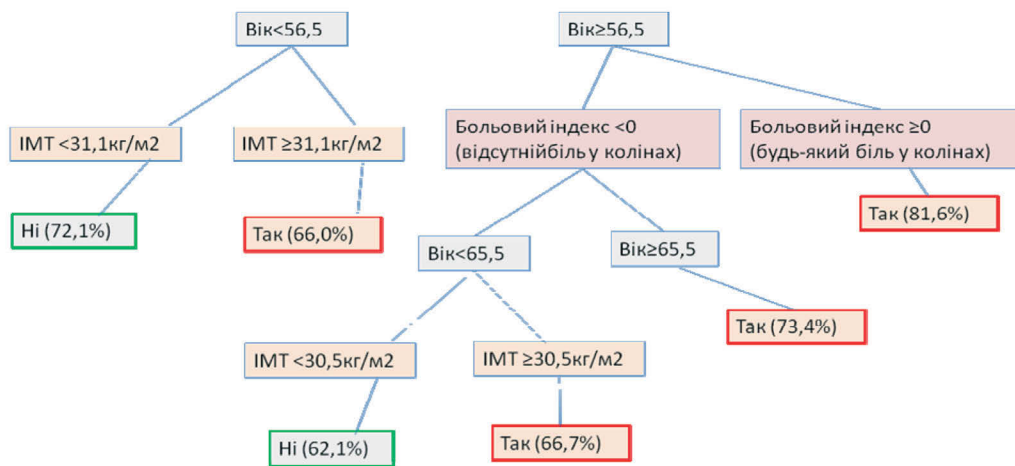 Вік<56,5
Вік≥56,5
ІМТ <31,1кг/м2
ІМТ ≥31,1кг/м2
Больовий індекс <0
(відсутнійбіль у колінах)
Больовий індекс ≥0
(будь-який біль у колінах)
Ні (72,1%)
Так (66,0%)
Так (81,6%)
Вік<65,5
Вік≥65,5
Так (73,4%)
ІМТ <30,5кг/м2
ІМТ ≥30,5кг/м2
Ні (62,1%)
Так (66,7%)